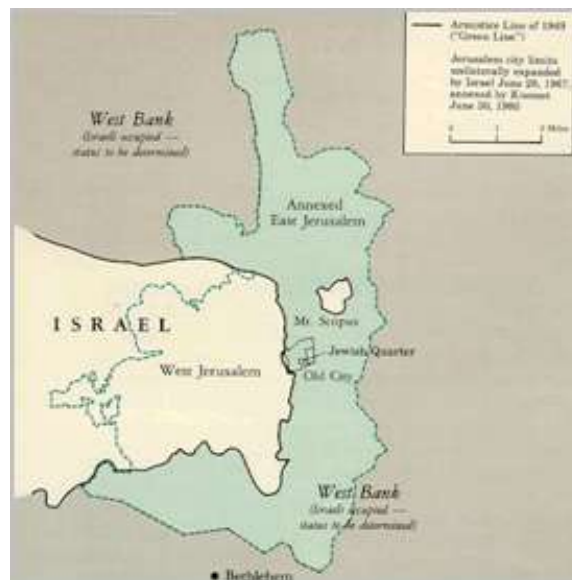 Armistice Line of 1949
("Green Line")
Jerusalem city limits
unilaterally expanded
by Israel June 28, 1967;
annexed by Knesset
June 30, 1980
0 1 2 Miles
West Bank
(Israeli occupied —
status to be determined)
Annexed
East Jerusalem
ISRAEL
Mt. Scopus
Jewish Quarter
West Jerusalem
Old City
West Bank
(Israeli occupied —
status to be determined)
Bethlehem